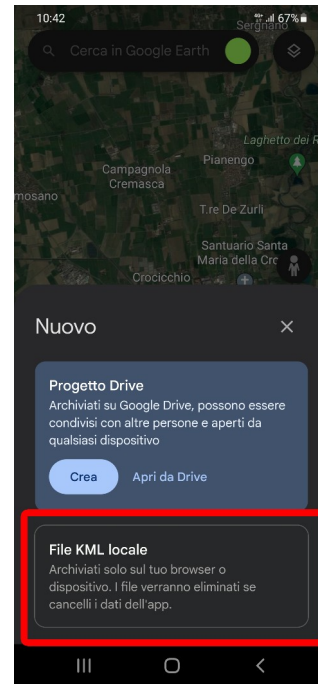 10:42
67%
Sergnano
Cerca in Google Earth
Laghetto dei R
Pianengo
Campagnola
Cremasca
mosano
T.re De Zurli
Santuario Santa
Maria della Crc
Crocicchio
Nuovo
Progetto Drive
Archiviati su Google Drive, possono essere
condivisi con altre persone e aperti da
qualsiasi dispositivo
Crea
Apri da Drive
File KML locale
Archiviati solo sul tuo browser o
dispositivo. I file verranno eliminati se
cancelli i dati dell'app.